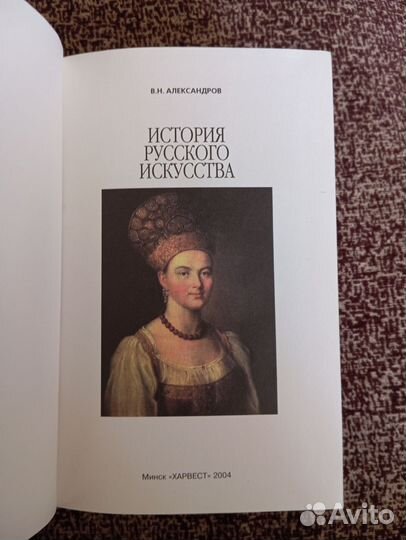 В.Н. АЛЕКСАНДРОВ
ИСТОРИЯ
РУССКОГО
ИСКУССТВА
Минск «ХАРВЕСТ» 2004
Avito